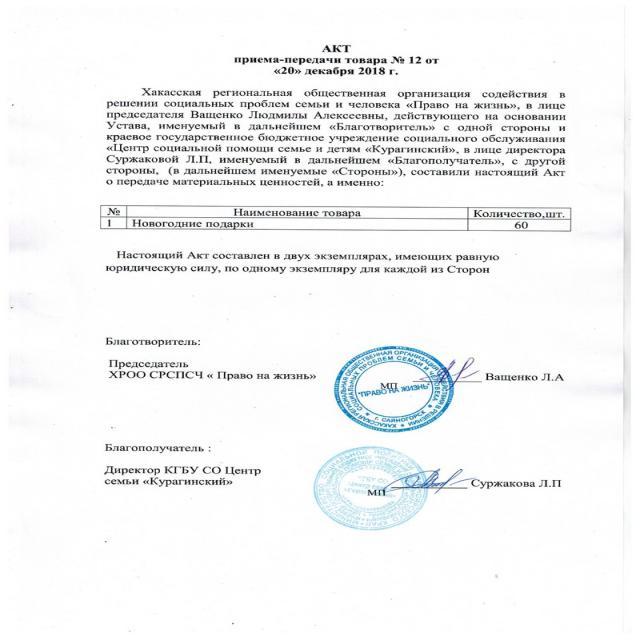 АКТ
приема-передачи товара № 12 от
«20» декабря 2018 г.
Хакасская региональная общественная организация содействия в
решении социальных проблем семьи и человека «Право на жизнь», в лице
председателя Ващенко Людмилы Алексеевны, действующего на основании
Устава, именуемый в дальнейшем «Благотворитель» с одной стороны и
краевое государственное бюджетное учреждение социального обслуживания
«Центр социальной помощи семье и детям «Курагинский», в лице директора
Суржаковой Л.П, именуемый в дальнейшем «Благополучатель», с другой
стороны, (в дальнейшем именуемые «Стороны»), составили настоящий Акт
о передаче материальных ценностей, а именно:
№ Наименование товара Количество,шт.
1 Новогодние подарки 60
Настоящий Акт составлен в двух экземплярах, имеющих равную
юридическую силу, по одному экземпляру для каждой из Сторон
Благотворитель:
Председатель
ХРОО СРСПСЧ « Право на жизнь»
МП Ващенко Л.А
"ПРАВО НА ЖИЗНЬ"
г. САЯНОГОРСК
Благополучатель :
Директор КГБУ СО Центр
семьи «Курагинский»
МП Суржакова Л.П